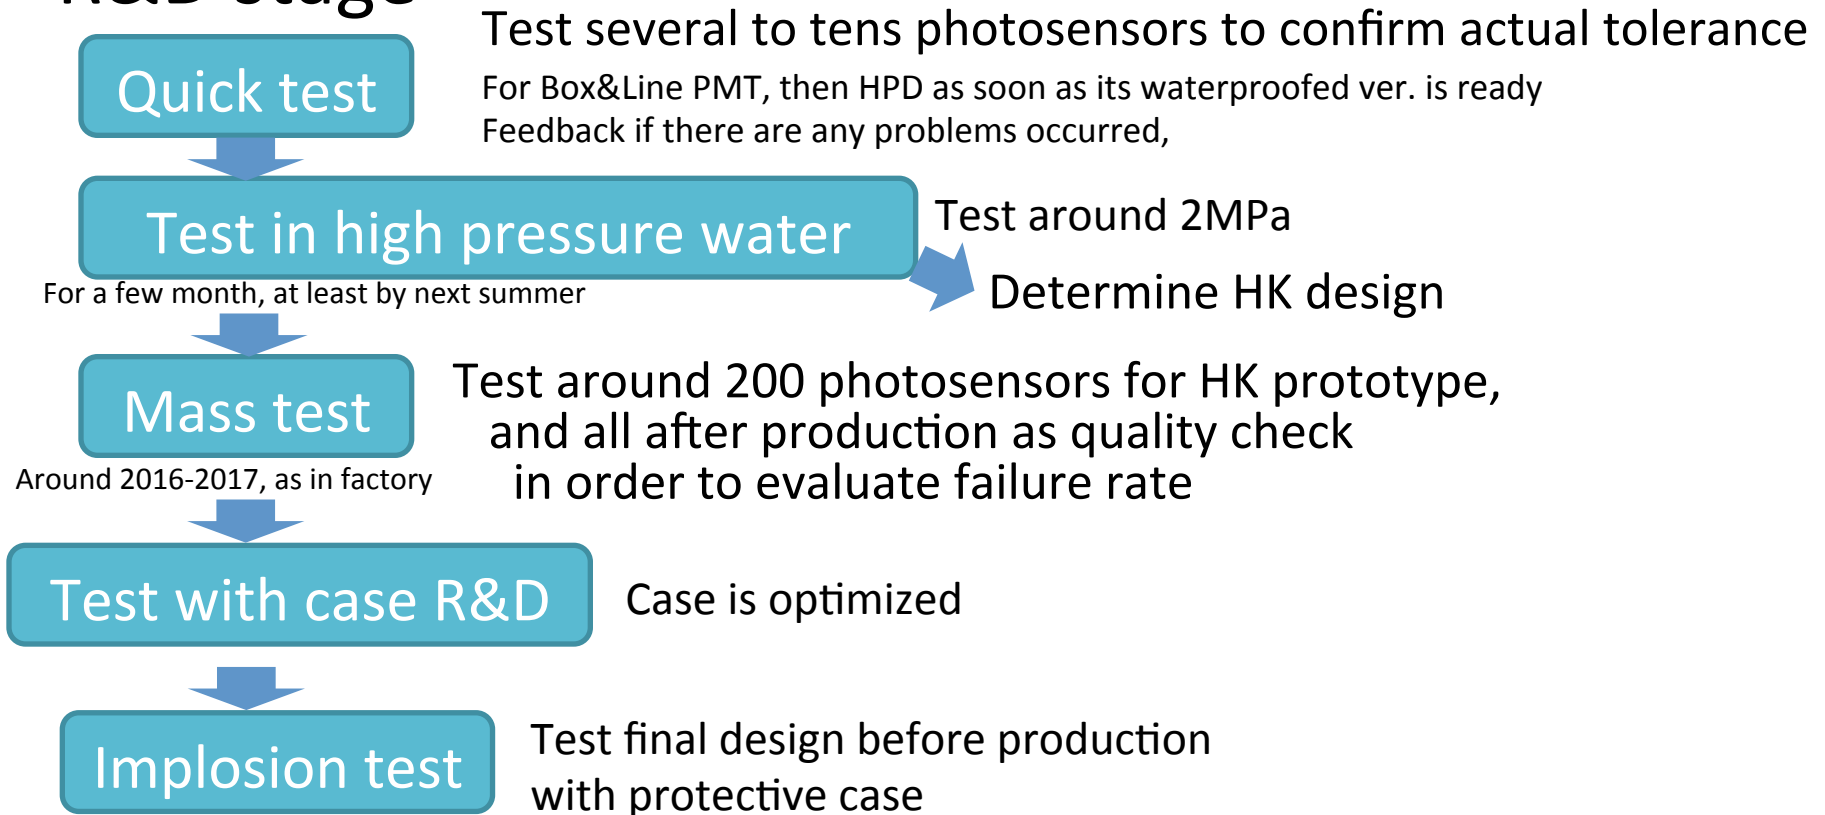 R&D stage
Test several to tens photosensors to confirm actual tolerance
Quick test
For Box&Line PMT, then HPD as soon as its waterproofed ver. is ready
Feedback if there are any problems occurred,
Test in high pressure water
Test around 2MPa
For a few month, at least by next summer
Determine HK design
Mass test
Test around 200 photosensors for HK prototype,
and all after production as quality check
in order to evaluate failure rate
Around 2016-2017, as in factory
Test with case R&D
Case is optimized
Implosion test
Test final design before production
with protective case